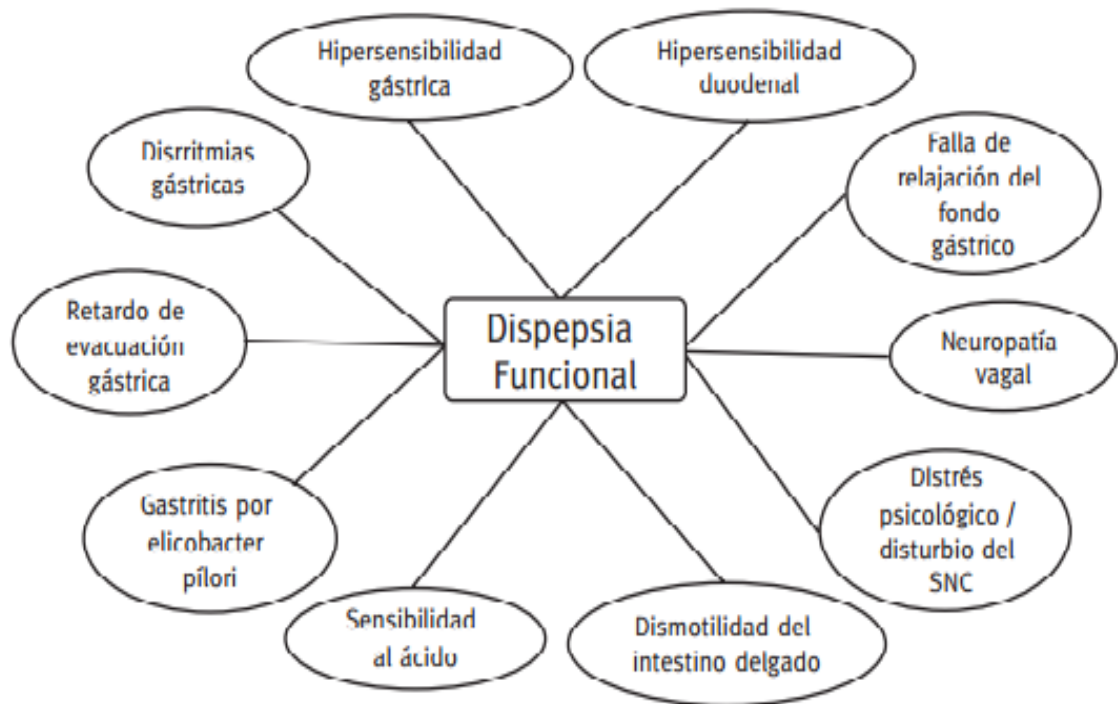 Hipersensibilidad
gástrica
Hipersensibilidad
duodenal
Disrritmias
gástricas
Falla de
relajación del
fondo
gástrico
Retardo de
evacuación
gástrica
Dispepsia
Funcional
Neuropatía
vagal
Gastritis por
elicobacter
pílori
Distrés
psicológico /
disturbio del
SNC
Sensibilidad
al ácido
Dismotilidad del
intestino delgado